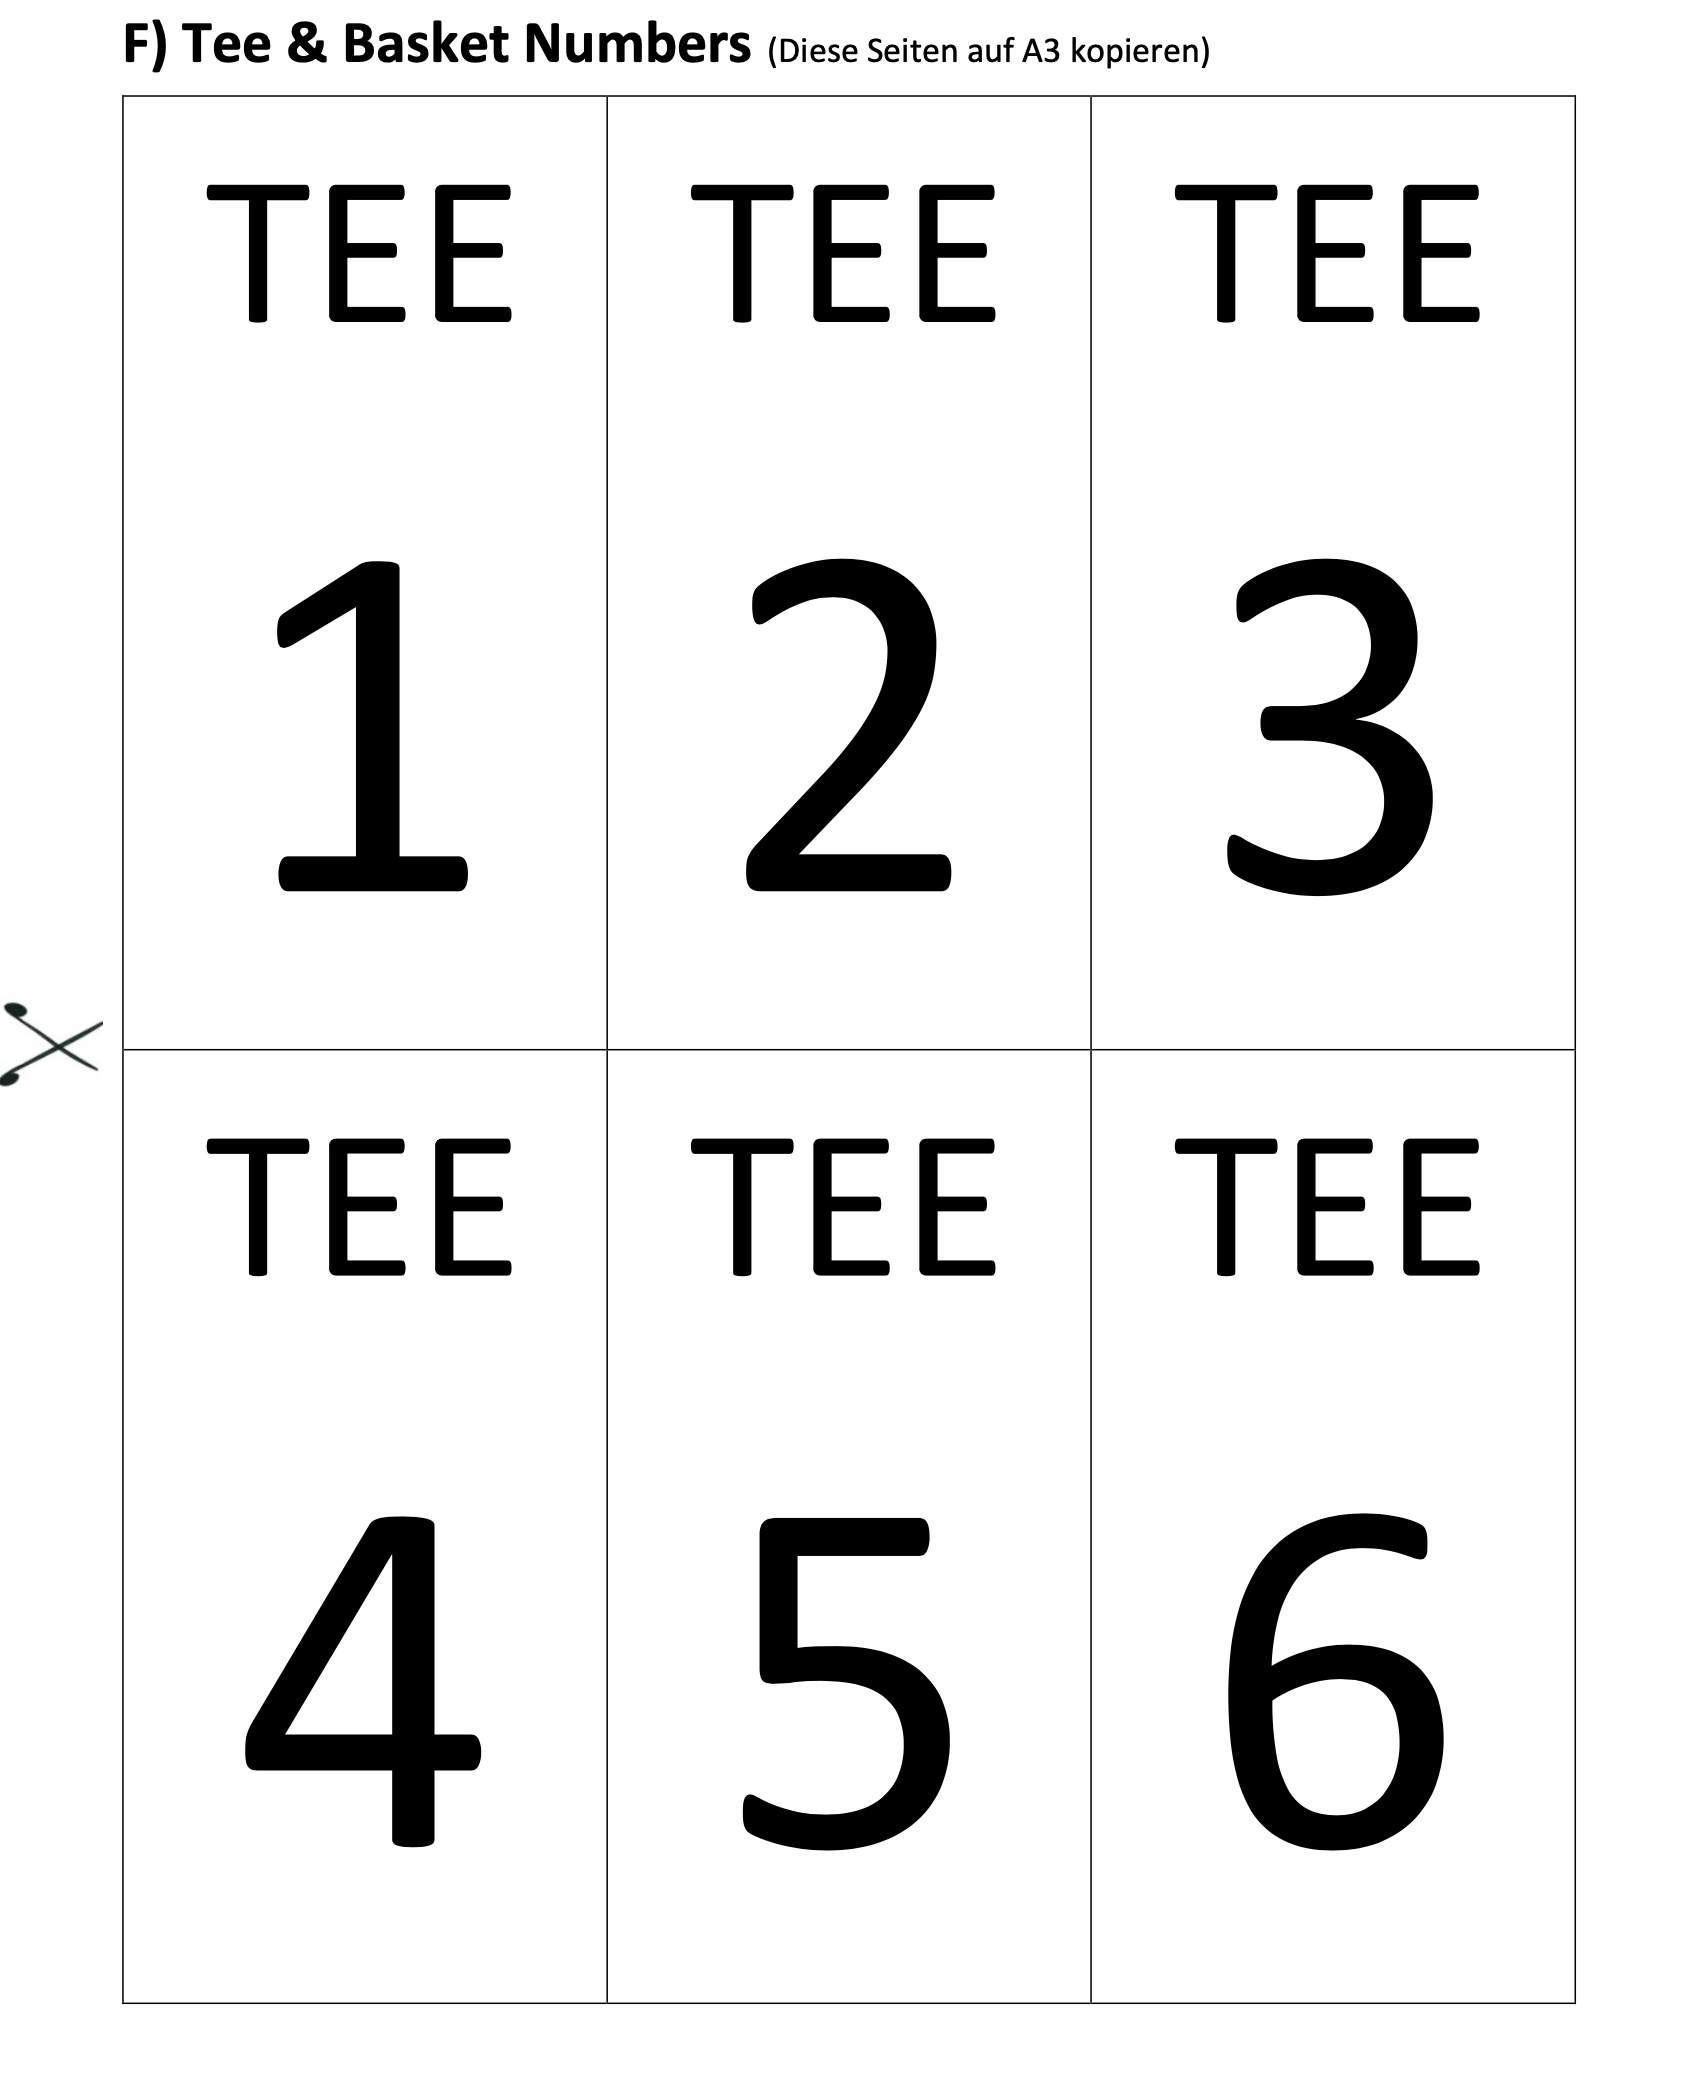 F) Tee & Basket Numbers (Diese Seiten auf A3 kopieren)
TEE TEE TEE
1 2 3
TEE TEE TEE
4 5 6